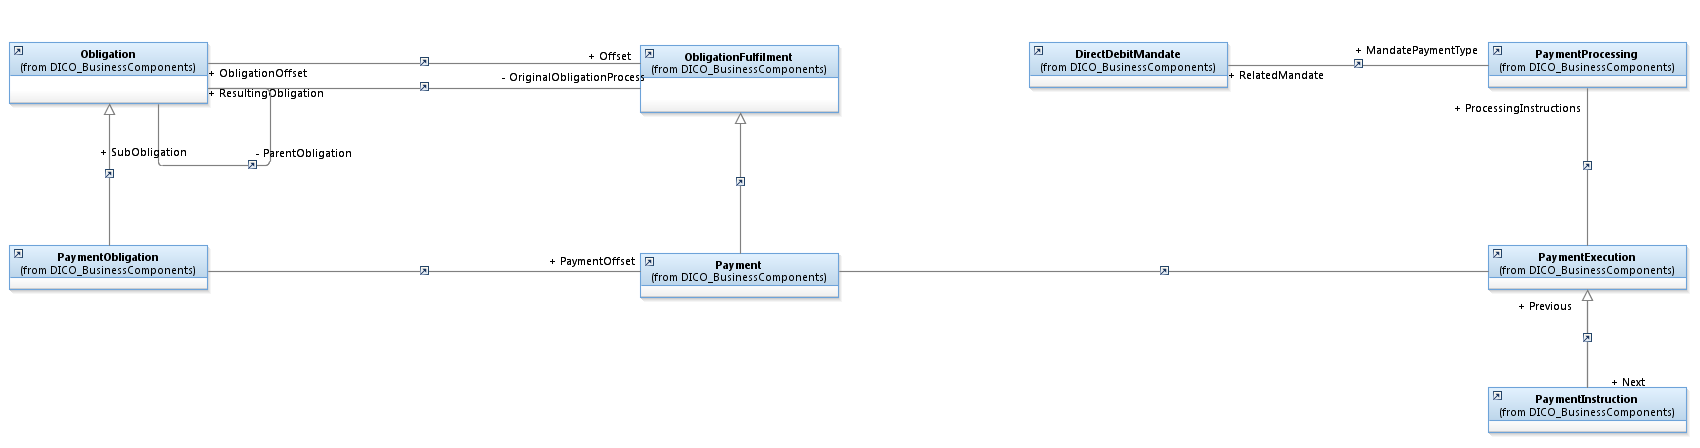 Obligation
(from DICO_BusinessComponents)
+ ObligationOffset
+ ResultingObligation
+ Offset
- OriginalObligationProcess
ObligationFulfilment
(from DICO_BusinessComponents)
DirectDebitMandate
(from DICO_BusinessComponents)
+ RelatedMandate
+ MandatePaymentType
PaymentProcessing
(from DICO_BusinessComponents)
+ ProcessingInstructions
+ SubObligation
- ParentObligation
PaymentObligation
(from DICO_BusinessComponents)
+ PaymentOffset
Payment
(from DICO_BusinessComponents)
PaymentExecution
(from DICO_BusinessComponents)
+ Previous
+ Next
PaymentInstruction
(from DICO_BusinessComponents)